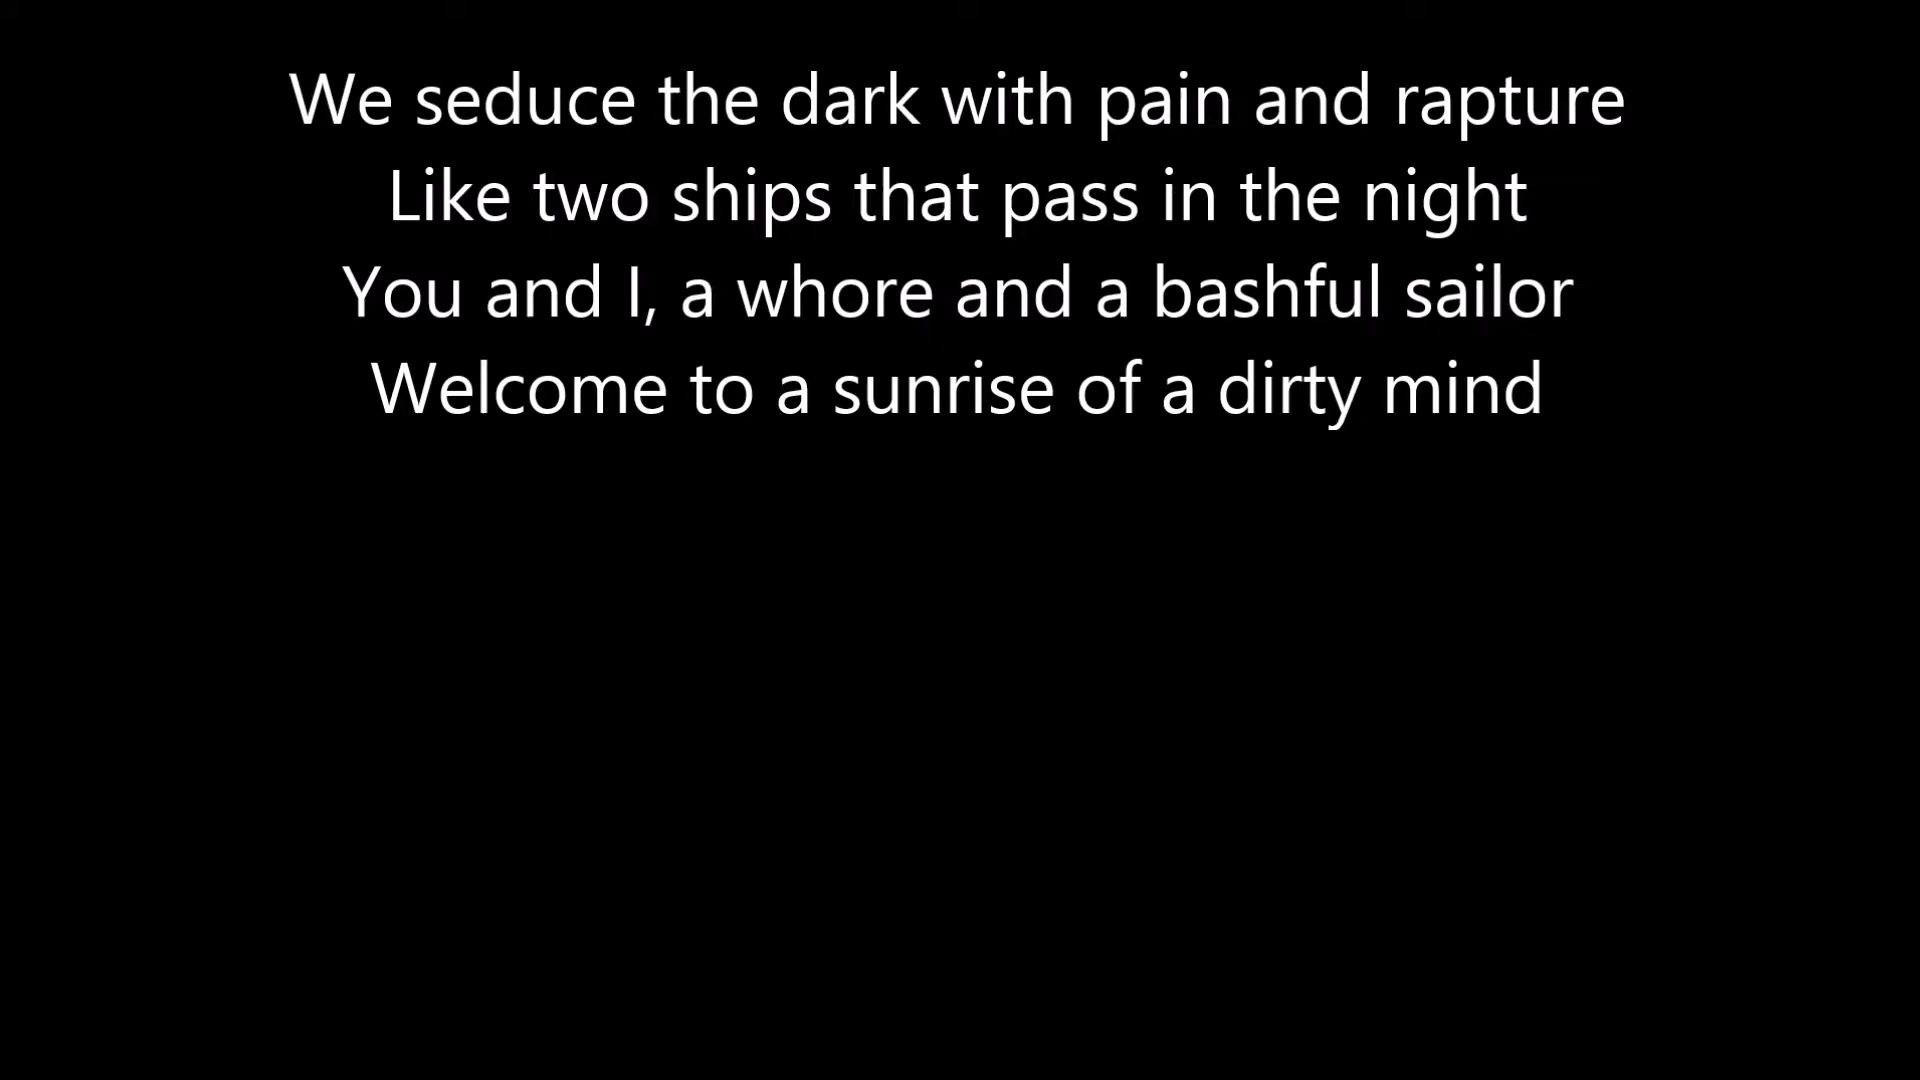 We seduce the dark with pain and rapture
Like two ships that pass in the night
You and I, a whore and a bashful sailor
Welcome to a sunrise of a dirty mind